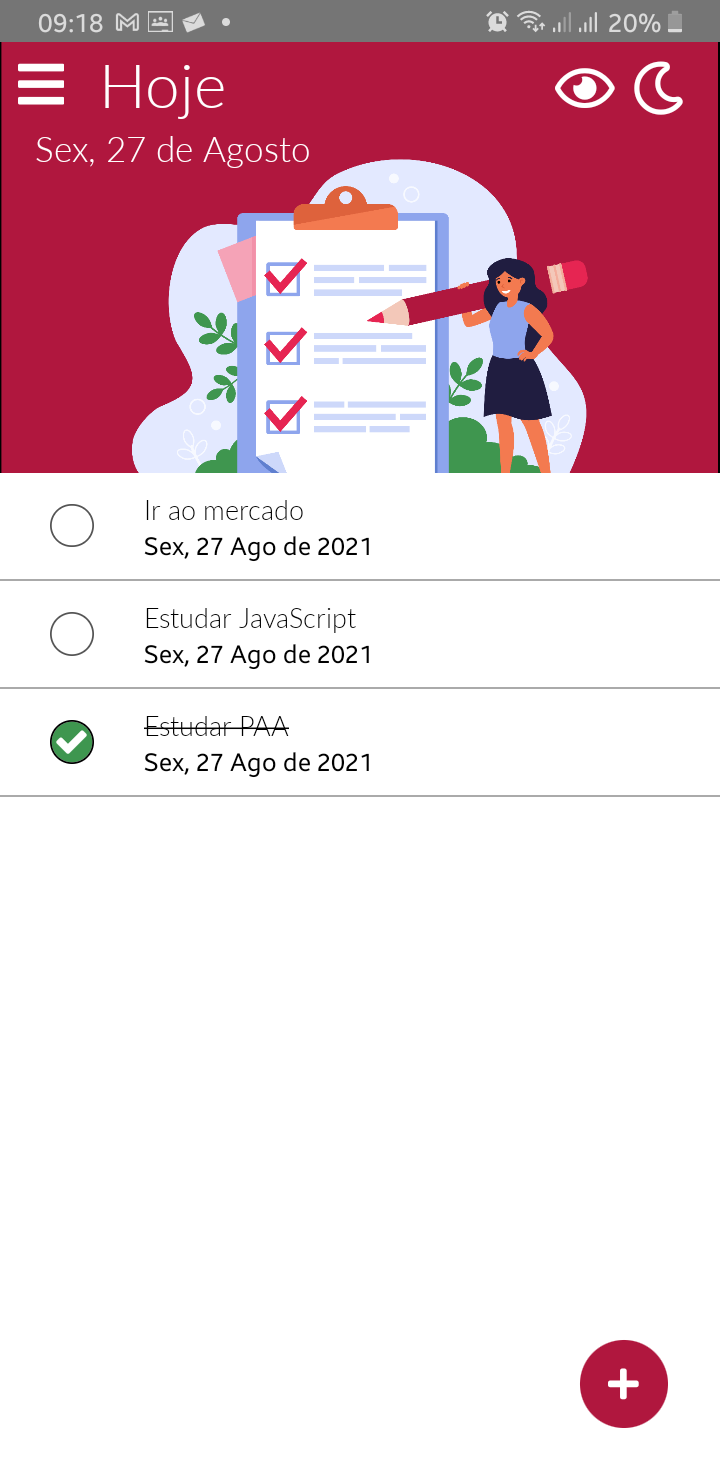 09:18
20%
Hoje
Sex, 27 de Agosto
Ir ao mercado
Sex, 27 Ago de 2021
Estudar JavaScript
Sex, 27 Ago de 2021
Estudar PAA
Sex, 27 Ago de 2021